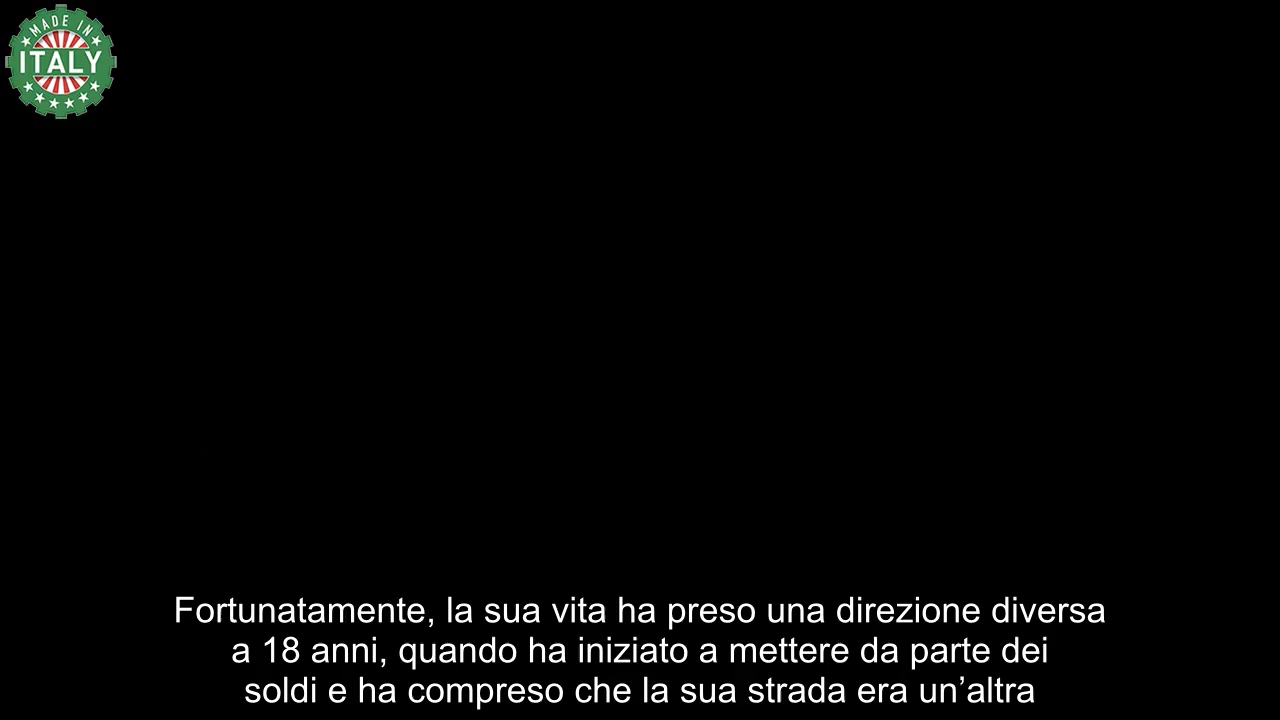 MADE IN
ITALY
Fortunatamente, la sua vita ha preso una direzione diversa
a 18 anni, quando ha iniziato a mettere da parte dei
soldi e ha compreso che la sua strada era un’altra